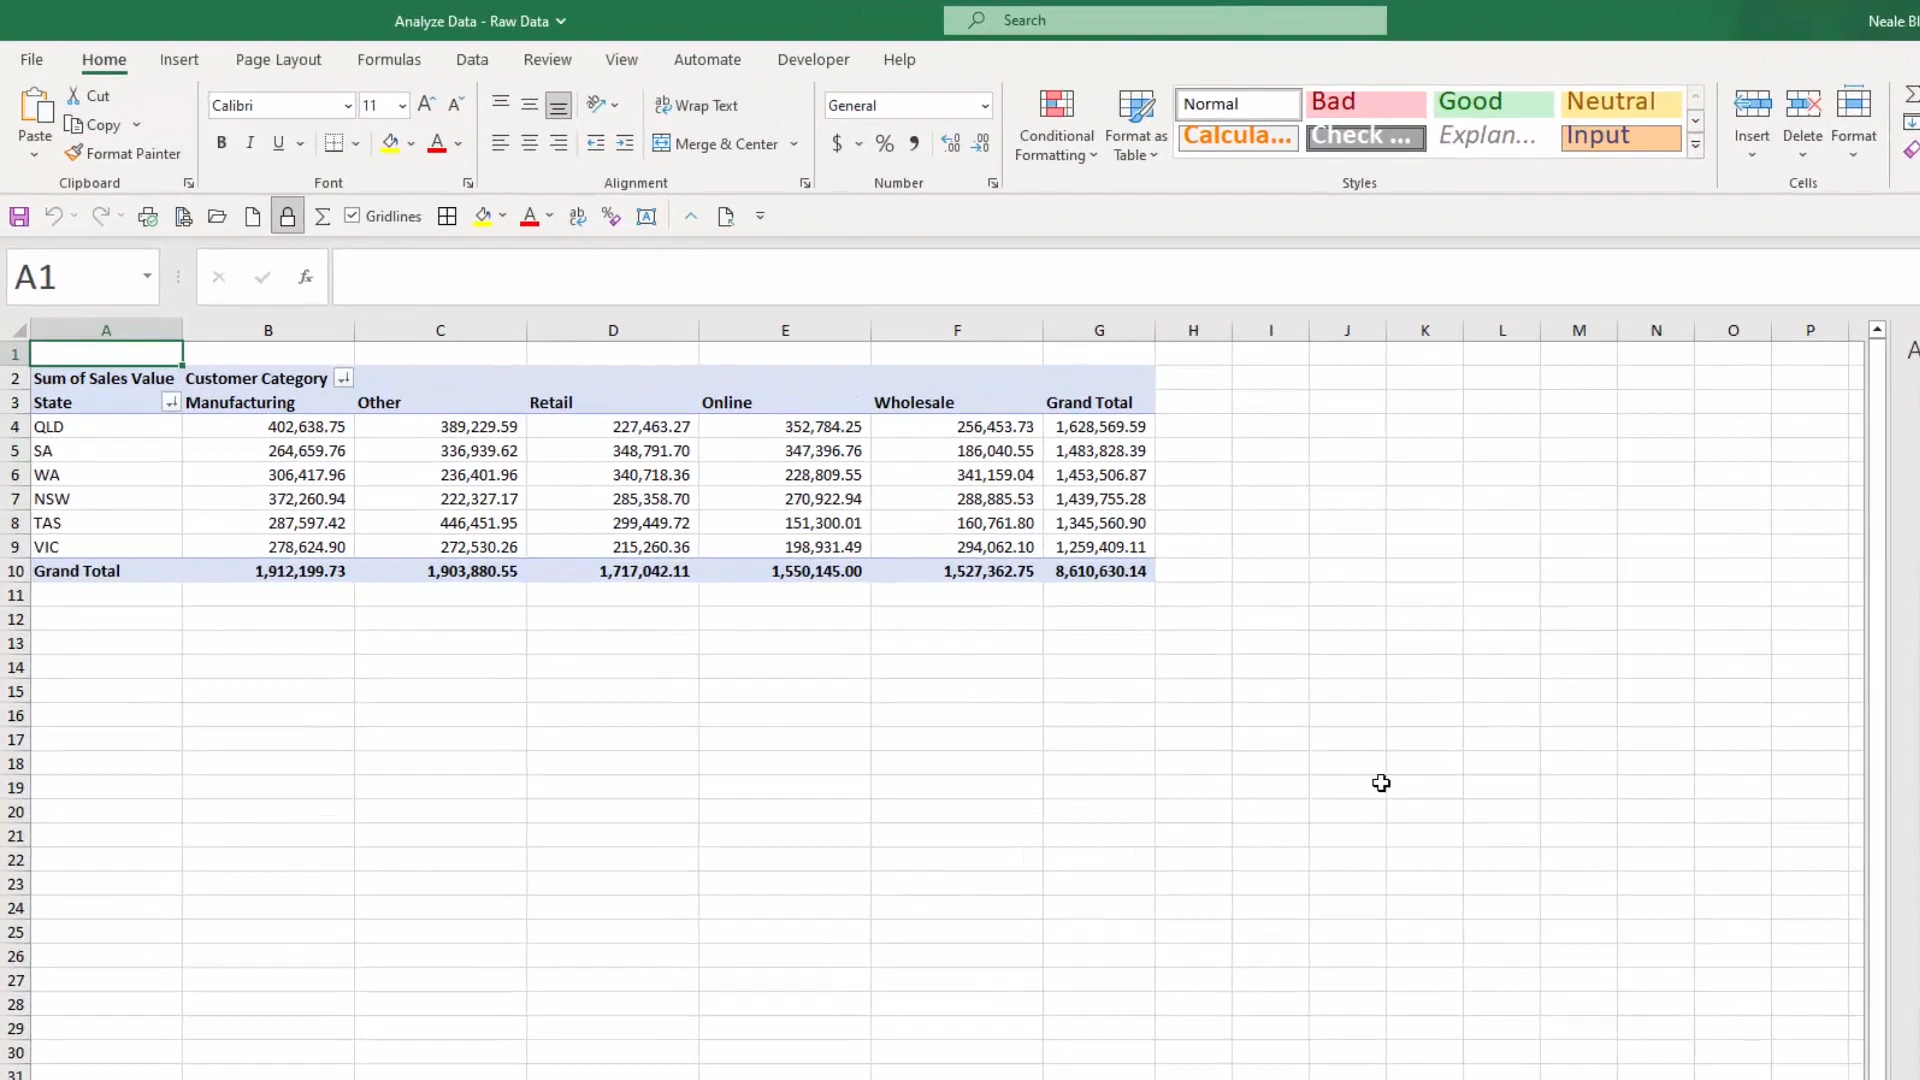 Analyze Data - Raw Data
Search
Neale Bl
File Home Insert Page Layout Formulas Data Review View Automate Developer Help
Paste
Cut
Copy
Format Painter
Clipboard
Calibri 11
B I U
Font
Wrap Text
Merge & Center
Alignment
General
$ %
Number
Conditional Formatting
Format as Table
Normal Bad Good Neutral
Calcula... Check ... Explan... Input
Styles
Insert Delete Format
Cells
Gridlines
A1 fx
A B C D E F G H I J K L M N O P
1
2 Sum of Sales Value Customer Category
3 State Manufacturing Other Retail Online Wholesale Grand Total
4 QLD 402,638.75 389,229.59 227,463.27 352,784.25 256,453.73 1,628,569.59
5 SA 264,659.76 336,939.62 348,791.70 347,396.76 186,040.55 1,483,828.39
6 WA 306,417.96 236,401.96 340,718.36 228,809.55 341,159.04 1,453,506.87
7 NSW 372,260.94 222,327.17 285,358.70 270,922.94 288,885.53 1,439,755.28
8 TAS 287,597.42 446,451.95 299,449.72 151,300.01 160,761.80 1,345,560.90
9 VIC 278,624.90 272,530.26 215,260.36 198,931.49 294,062.10 1,259,409.11
10 Grand Total 1,912,199.73 1,903,880.55 1,717,042.11 1,550,145.00 1,527,362.75 8,610,630.14
11
12
13
14
15
16
17
18
19
20
21
22
23
24
25
26
27
28
29
30
31